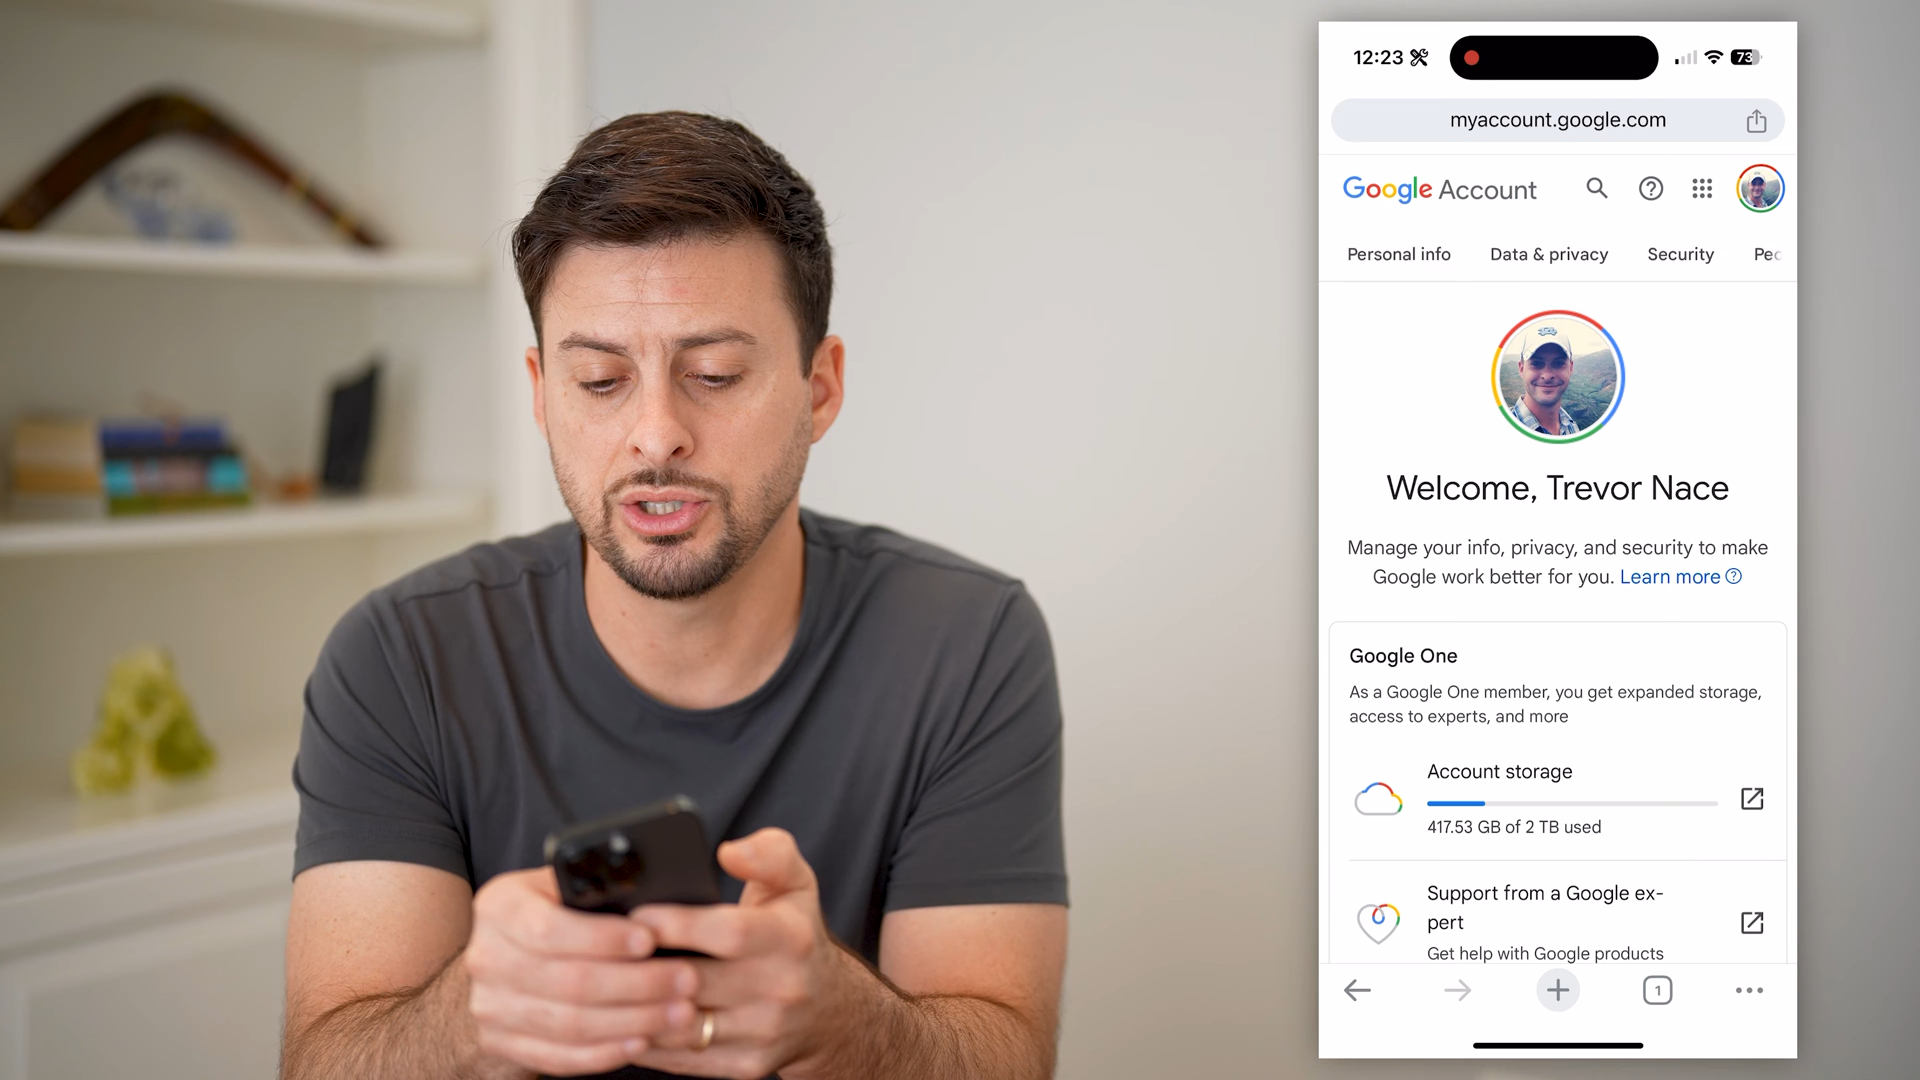 12:23
73
myaccount.google.com
Google Account
Personal info Data & privacy Security Pec
Welcome, Trevor Nace
Manage your info, privacy, and security to make
Google work better for you. Learn more
Google One
As a Google One member, you get expanded storage,
access to experts, and more
Account storage
417.53 GB of 2 TB used
Support from a Google ex-
pert
Get help with Google products
1